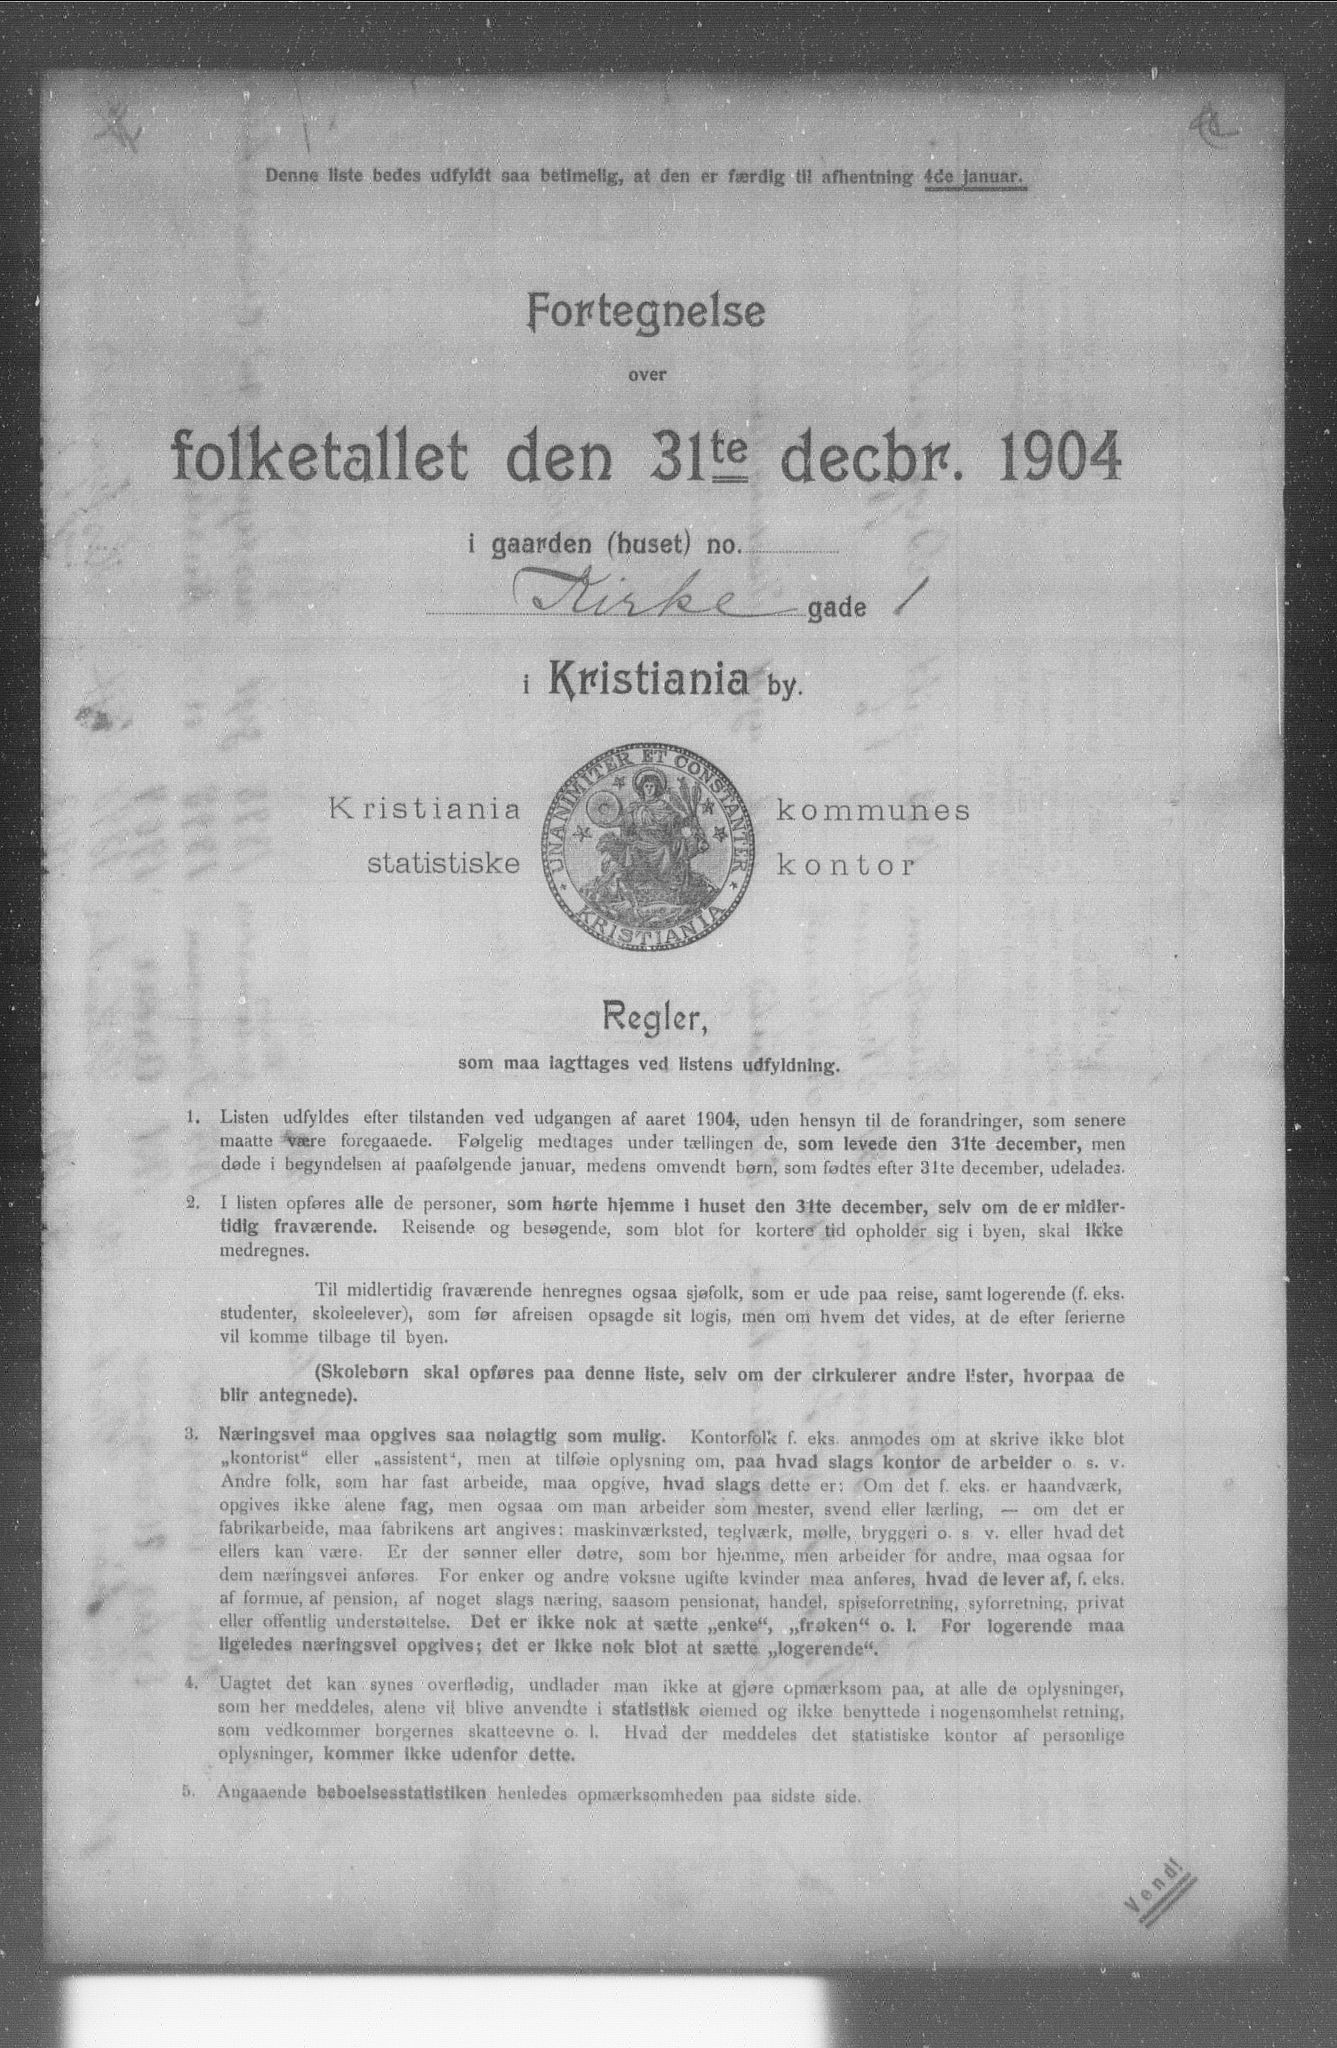 Denne liste bedes udfyldt saa betimelig, at den er færdig til afhentning 4de januar.
Fortegnelse
over
folketallet den 31te decbr. 1904
i gaarden (huset) no.
Kirke gade 1
i Kristiania by.
Kristiania kommunes
statistiske kontor
UNANIMITER ET CONSTANTER
KRISTIANIA
Regler,
som maa iagttages ved listens udfyldning.
1. Listen udfyldes efter tilstanden ved udgangen af aaret 1904, uden hensyn til de forandringer, som senere
maatte være foregaaede. Følgelig medtages under tællingen de, som levede den 31te december, men
døde i begyndelsen af paafølgende januar, medens omvendt børn, som fødtes efter 31te december, udelades.
2. I listen opføres alle de personer, som hørte hjemme i huset den 31te december, selv om de er midler-
tidig fraværende. Reisende og besøgende, som blot for kortere tid opholder sig i byen, skal ikke
medregnes.
Til midlertidig fraværende henregnes ogsaa sjøfolk, som er ude paa reise, samt logerende (f. eks.
studenter, skoleelever), som før afreisen opsagde sit logis, men om hvem det vides, at de efter ferierne
vil komme tilbage til byen.
(Skolebørn skal opføres paa denne liste, selv om der cirkulerer andre lister, hvorpaa de
blir antegnede).
3. Næringsvei maa opgives saa nøiagtig som mulig. Kontorfolk f. eks. anmodes om at skrive ikke blot
„kontorist“ eller „assistent“, men at tilføie oplysning om, paa hvad slags kontor de arbeider o. s. v.
Andre folk, som har fast arbeide, maa opgive, hvad slags dette er: Om det f. eks. er haandværk,
opgives ikke alene fag, men ogsaa om man arbeider som mester, svend eller lærling, — om det er
fabrikarbeide, maa fabrikens art angives: maskinværksted, teglværk, mølle, bryggeri o. s. v. eller hvad det
ellers kan være. Er der sønner eller døtre, som bor hjemme, men arbeider for andre, maa ogsaa for
dem næringsvei anføres. For enker og andre voksne ugifte kvinder maa anføres, hvad de lever af, f. eks.
af formue, af pension, af noget slags næring, saasom pensionat, handel, spiseforretning, syforretning, privat
eller offentlig understøttelse. Det er ikke nok at sætte „enke“, „frøken“ o. l. For logerende maa
ligeledes næringsvei opgives; det er ikke nok blot at sætte „logerende“.
4. Uagtet det kan synes overflødig, undlader man ikke at gjøre opmærksom paa, at alle de oplysninger,
som her meddeles, alene vil blive anvendte i statistisk øiemed og ikke benyttede i nogensomhelst retning,
som vedkommer borgernes skatteevne o. l. Hvad der meddeles det statistiske kontor af personlige
oplysninger, kommer ikke udenfor dette.
5. Angaaende beboelsesstatistiken henledes opmærksomheden paa sidste side.
Vend!